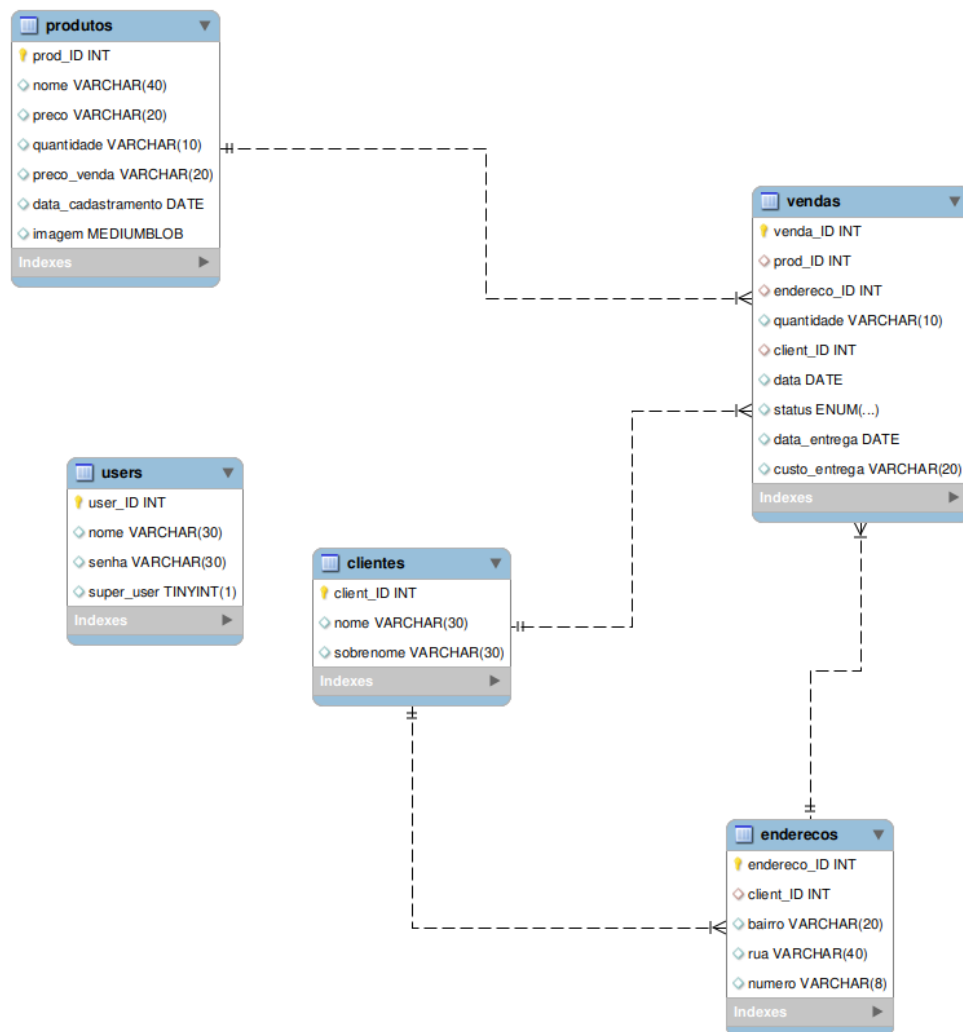 produtos
prod_ID INT
nome VARCHAR(40)
preco VARCHAR(20)
quantidade VARCHAR(10)
preco_venda VARCHAR(20)
data_cadastramento DATE
imagem MEDIUMBLOB
Indexes
vendas
venda_ID INT
prod_ID INT
endereco_ID INT
quantidade VARCHAR(10)
client_ID INT
data DATE
status ENUM(...)
data_entrega DATE
custo_entrega VARCHAR(20)
Indexes
users
user_ID INT
nome VARCHAR(30)
senha VARCHAR(30)
super_user TINYINT(1)
Indexes
clientes
client_ID INT
nome VARCHAR(30)
sobrenome VARCHAR(30)
Indexes
enderecos
endereco_ID INT
client_ID INT
bairro VARCHAR(20)
rua VARCHAR(40)
numero VARCHAR(8)
Indexes